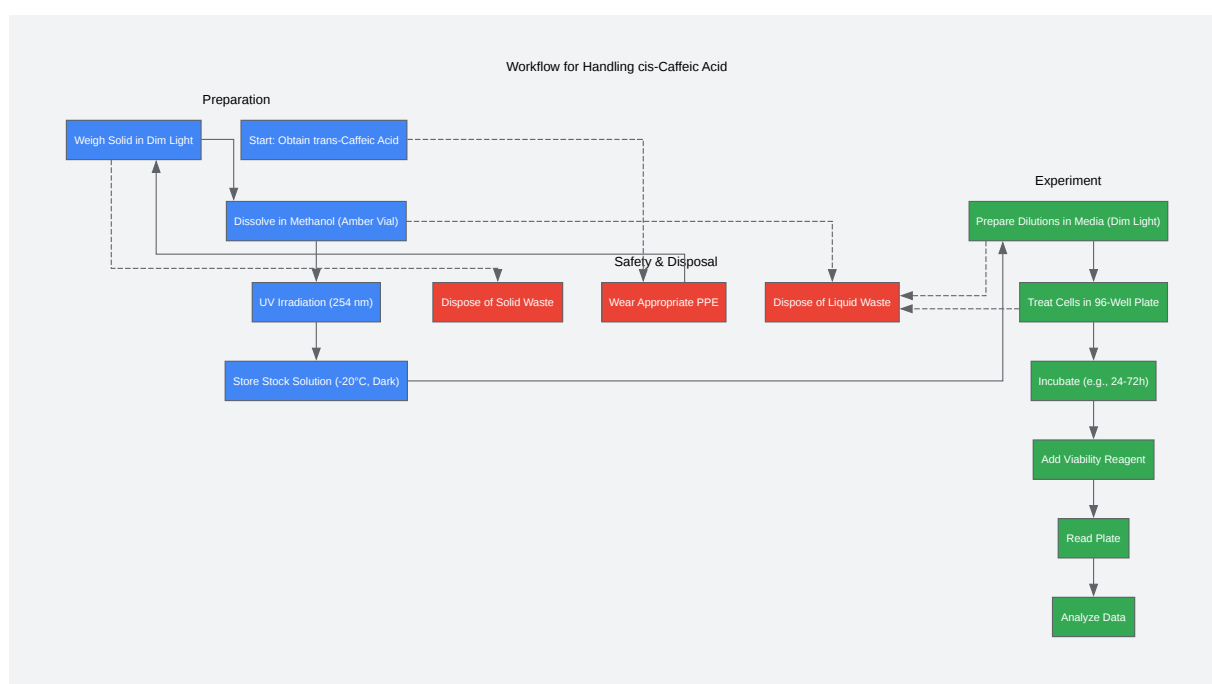 Workflow for Handling cis-Caffeic Acid
Preparation
Weigh Solid in Dim Light
Start: Obtain trans-Caffeic Acid
Dissolve in Methanol (Amber Vial)
UV Irradiation (254 nm)
Store Stock Solution (-20°C, Dark)
Safety & Disposal
Dispose of Solid Waste
Wear Appropriate PPE
Dispose of Liquid Waste
Experiment
Prepare Dilutions in Media (Dim Light)
Treat Cells in 96-Well Plate
Incubate (e.g., 24-72h)
Add Viability Reagent
Read Plate
Analyze Data